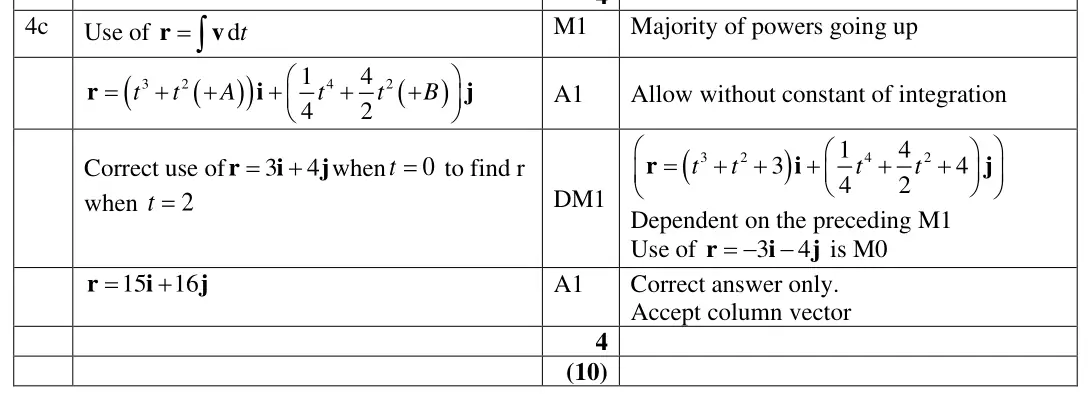 4
4c Use of r = ∫ v dt M1 Majority of powers going up
r = (t³ + t² (+A))i + (1/4 t⁴ + 4/2 t² (+B))j A1 Allow without constant of integration
Correct use of r = 3i + 4j when t = 0 to find r
when t = 2
DM1
(r = (t³ + t² + 3)i + (1/4 t⁴ + 4/2 t² + 4)j)
Dependent on the preceding M1
Use of r = −3i − 4j is M0
r = 15i + 16j A1 Correct answer only.
Accept column vector
4
(10)